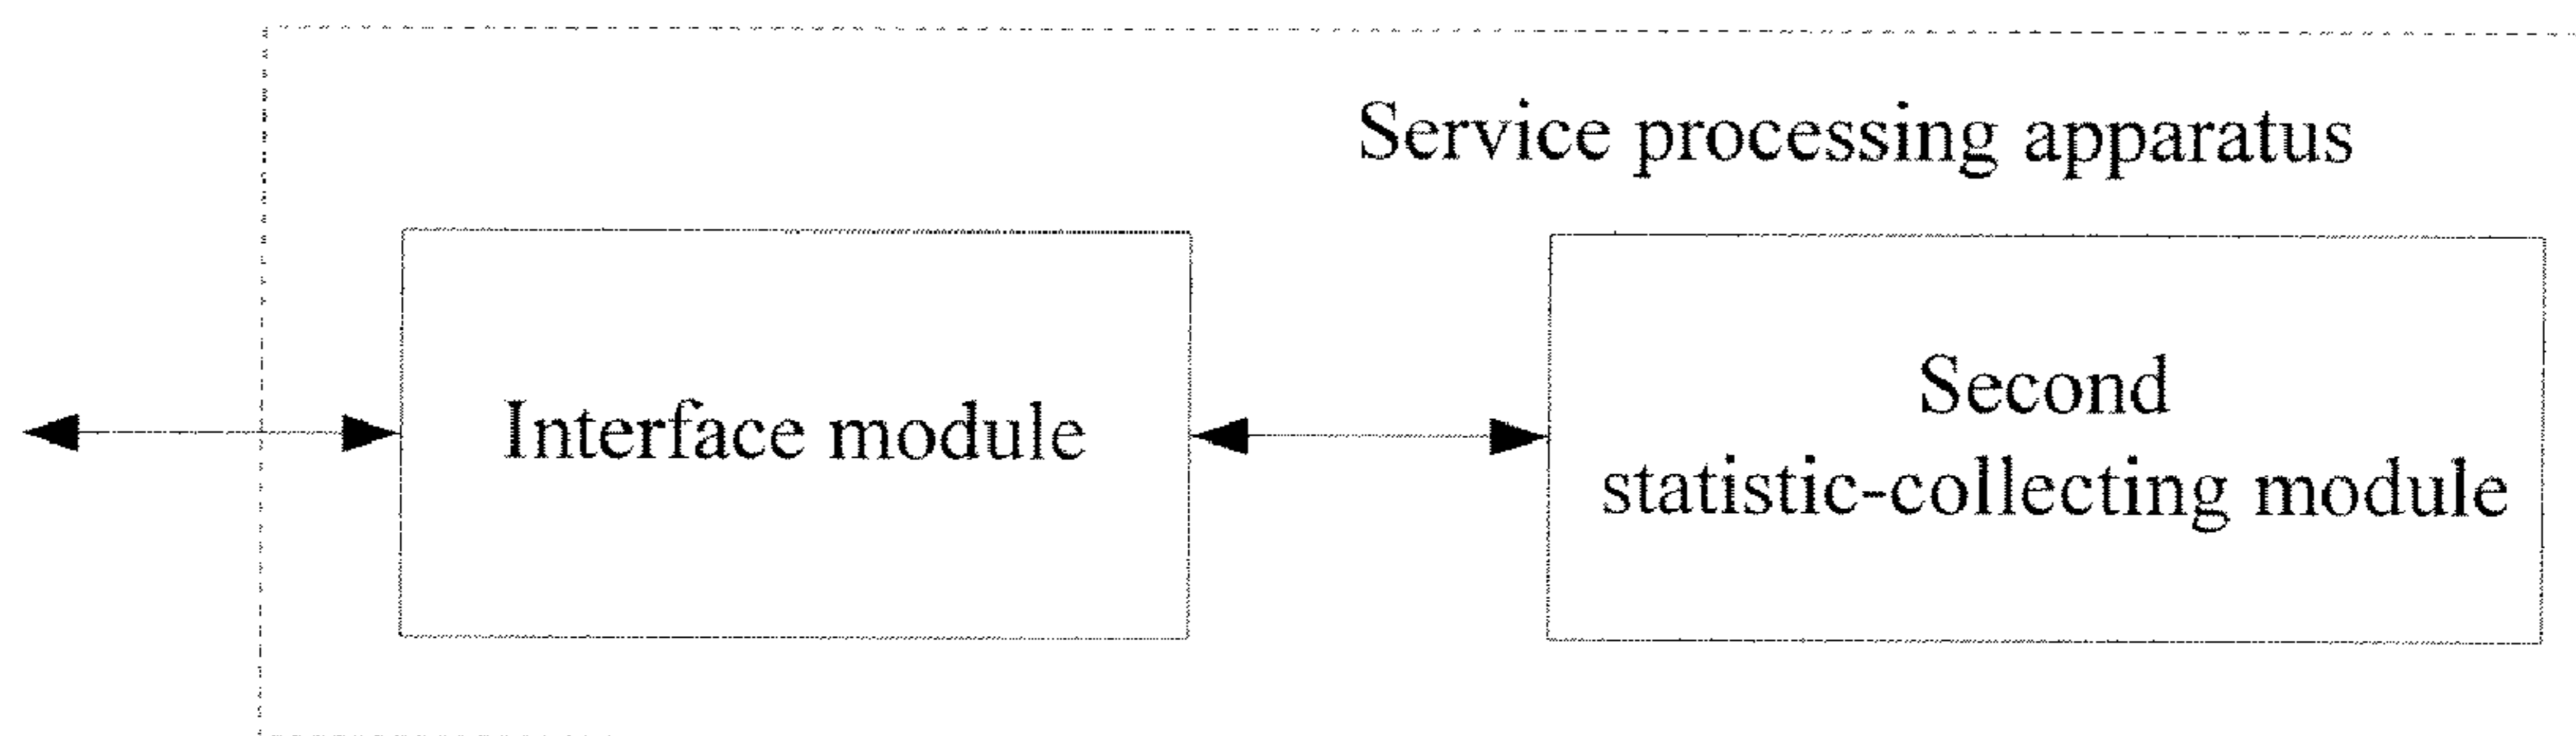 Service processing apparatus
Interface module
Second
statistic-collecting module